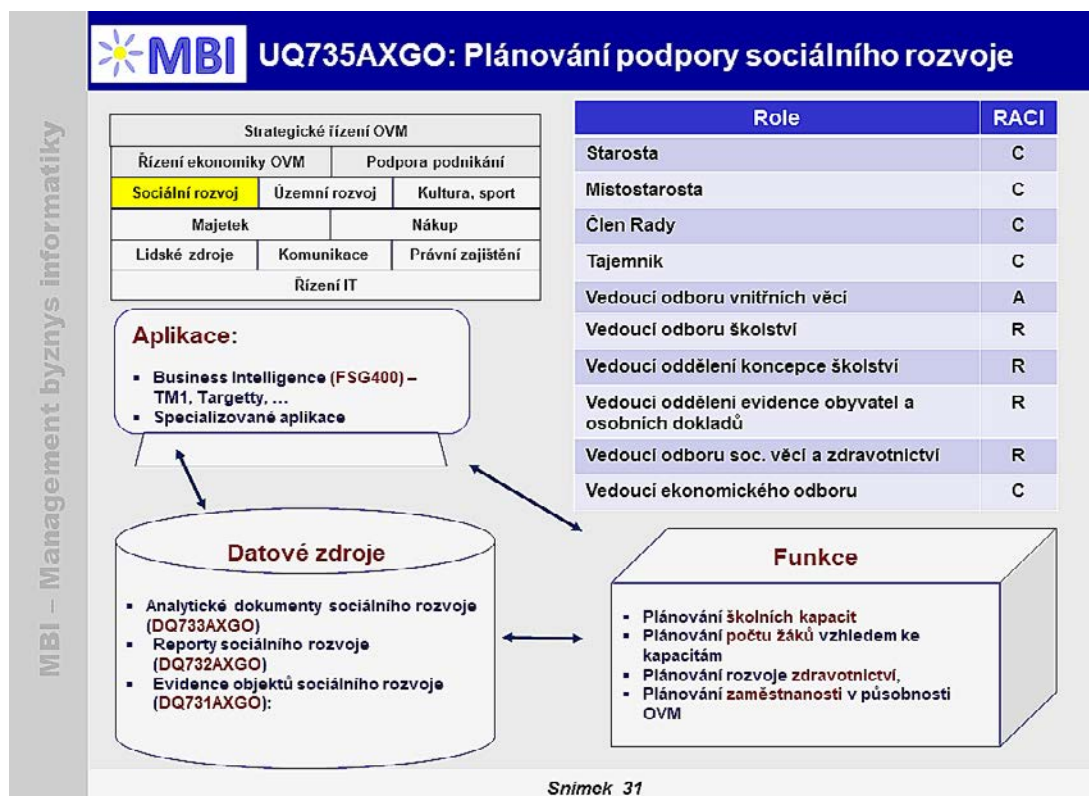 MBI UQ735AXGO: Plánování podpory sociálního rozvoje
MBI – Management byznys informatiky
Strategické řízení OVM
Řízení ekonomiky OVM Podpora podnikání
Sociální rozvoj Územní rozvoj Kultura, sport
Majetek Nákup
Lidské zdroje Komunikace Právní zajištění
Řízení IT
Aplikace:
▪ Business Intelligence (FSG400) –
TM1, Targetty, ...
▪ Specializované aplikace
Role RACI
Starosta C
Místostarosta C
Člen Rady C
Tajemník C
Vedoucí odboru vnitřních věcí A
Vedoucí odboru školství R
Vedoucí oddělení koncepce školství R
Vedoucí oddělení evidence obyvatel a
osobních dokladů R
Vedoucí odboru soc. věcí a zdravotnictví R
Vedoucí ekonomického odboru C
Datové zdroje
▪ Analytické dokumenty sociálního rozvoje
(DQ733AXGO)
▪ Reporty sociálního rozvoje
(DQ732AXGO)
▪ Evidence objektů sociálního rozvoje
(DQ731AXGO):
Funkce
▪ Plánování školních kapacit
▪ Plánování počtu žáků vzhledem ke
kapacitám
▪ Plánování rozvoje zdravotnictví,
▪ Plánování zaměstnanosti v působnosti
OVM
Snímek 31